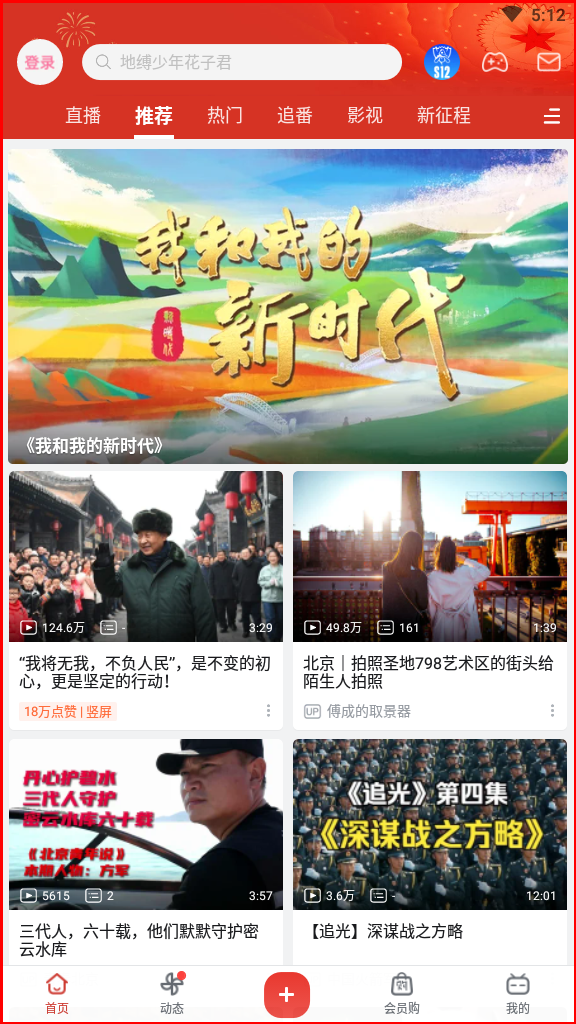 5:12
登录
地缚少年花子君
S12
直播
推荐
热门
追番
影视
新征程
我和我的
新时代
《我和我的新时代》
124.6万
-
3:29
49.8万
161
1:39
“我将无我，不负人民”，是不变的初
心，更是坚定的行动！
18万点赞 | 竖屏
北京｜拍照圣地798艺术区的街头给
陌生人拍照
UP 傅成的取景器
丹心护碧水
三代人守护
密云水库六十载
《北京青年说》
本期人物：方军
5615
2
3:57
《追光》第四集
《深谋战之方略》
3.6万
-
12:01
三代人，六十载，他们默默守护密
云水库
【追光】深谋战之方略
首页
动态
会员购
我的